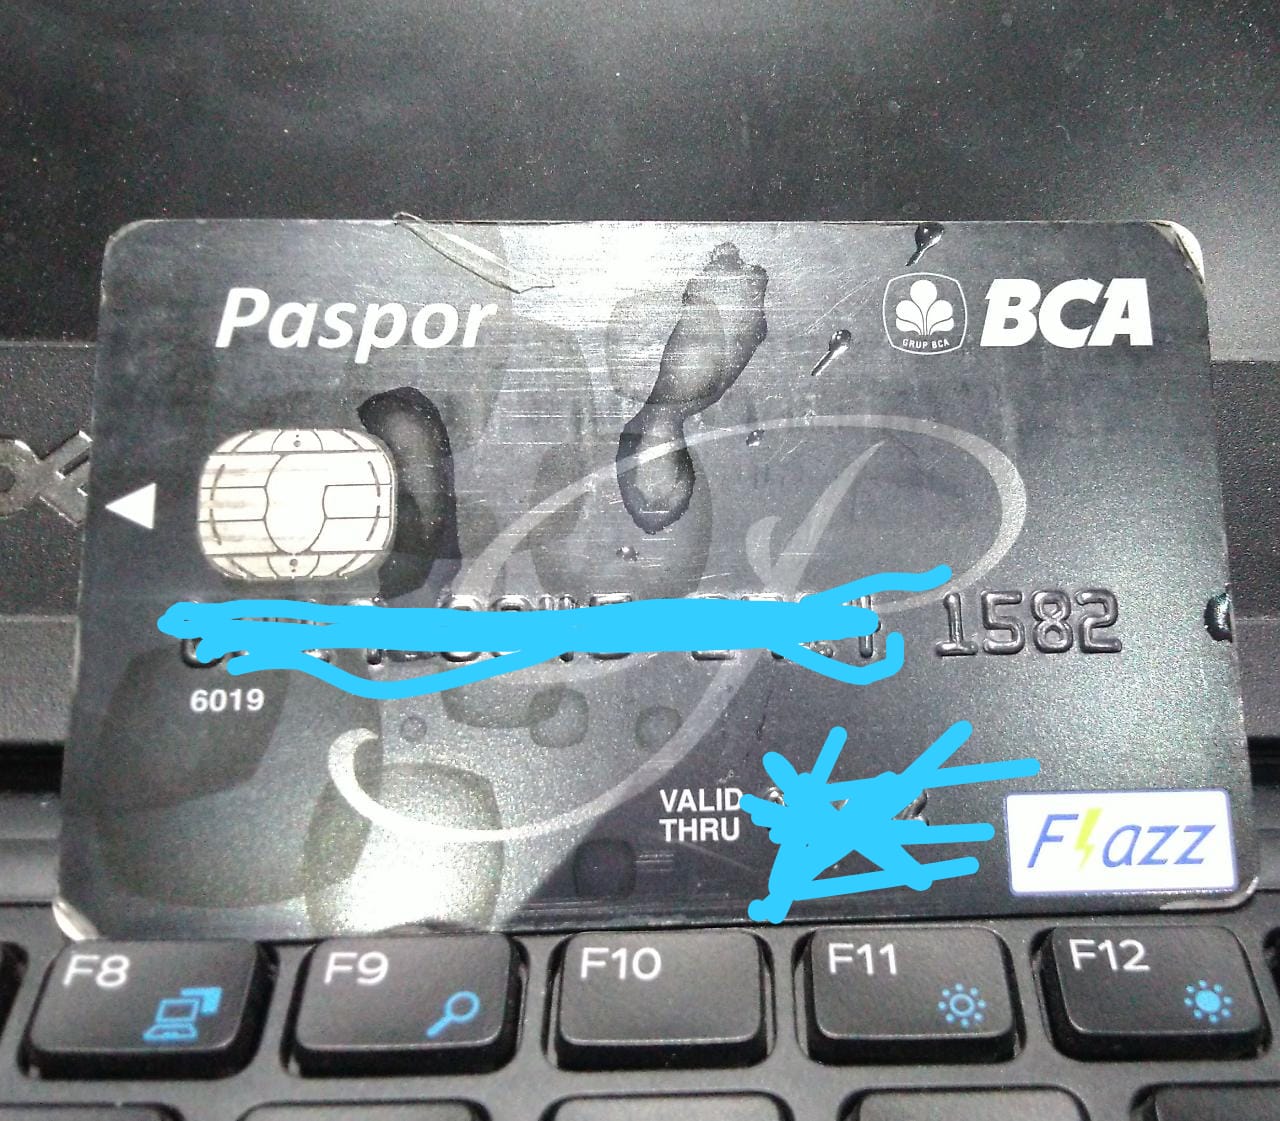 Paspor
GRUP BCA
BCA
1582
6019
VALID
THRU
Flazz
F8
F9
F10
F11
F12